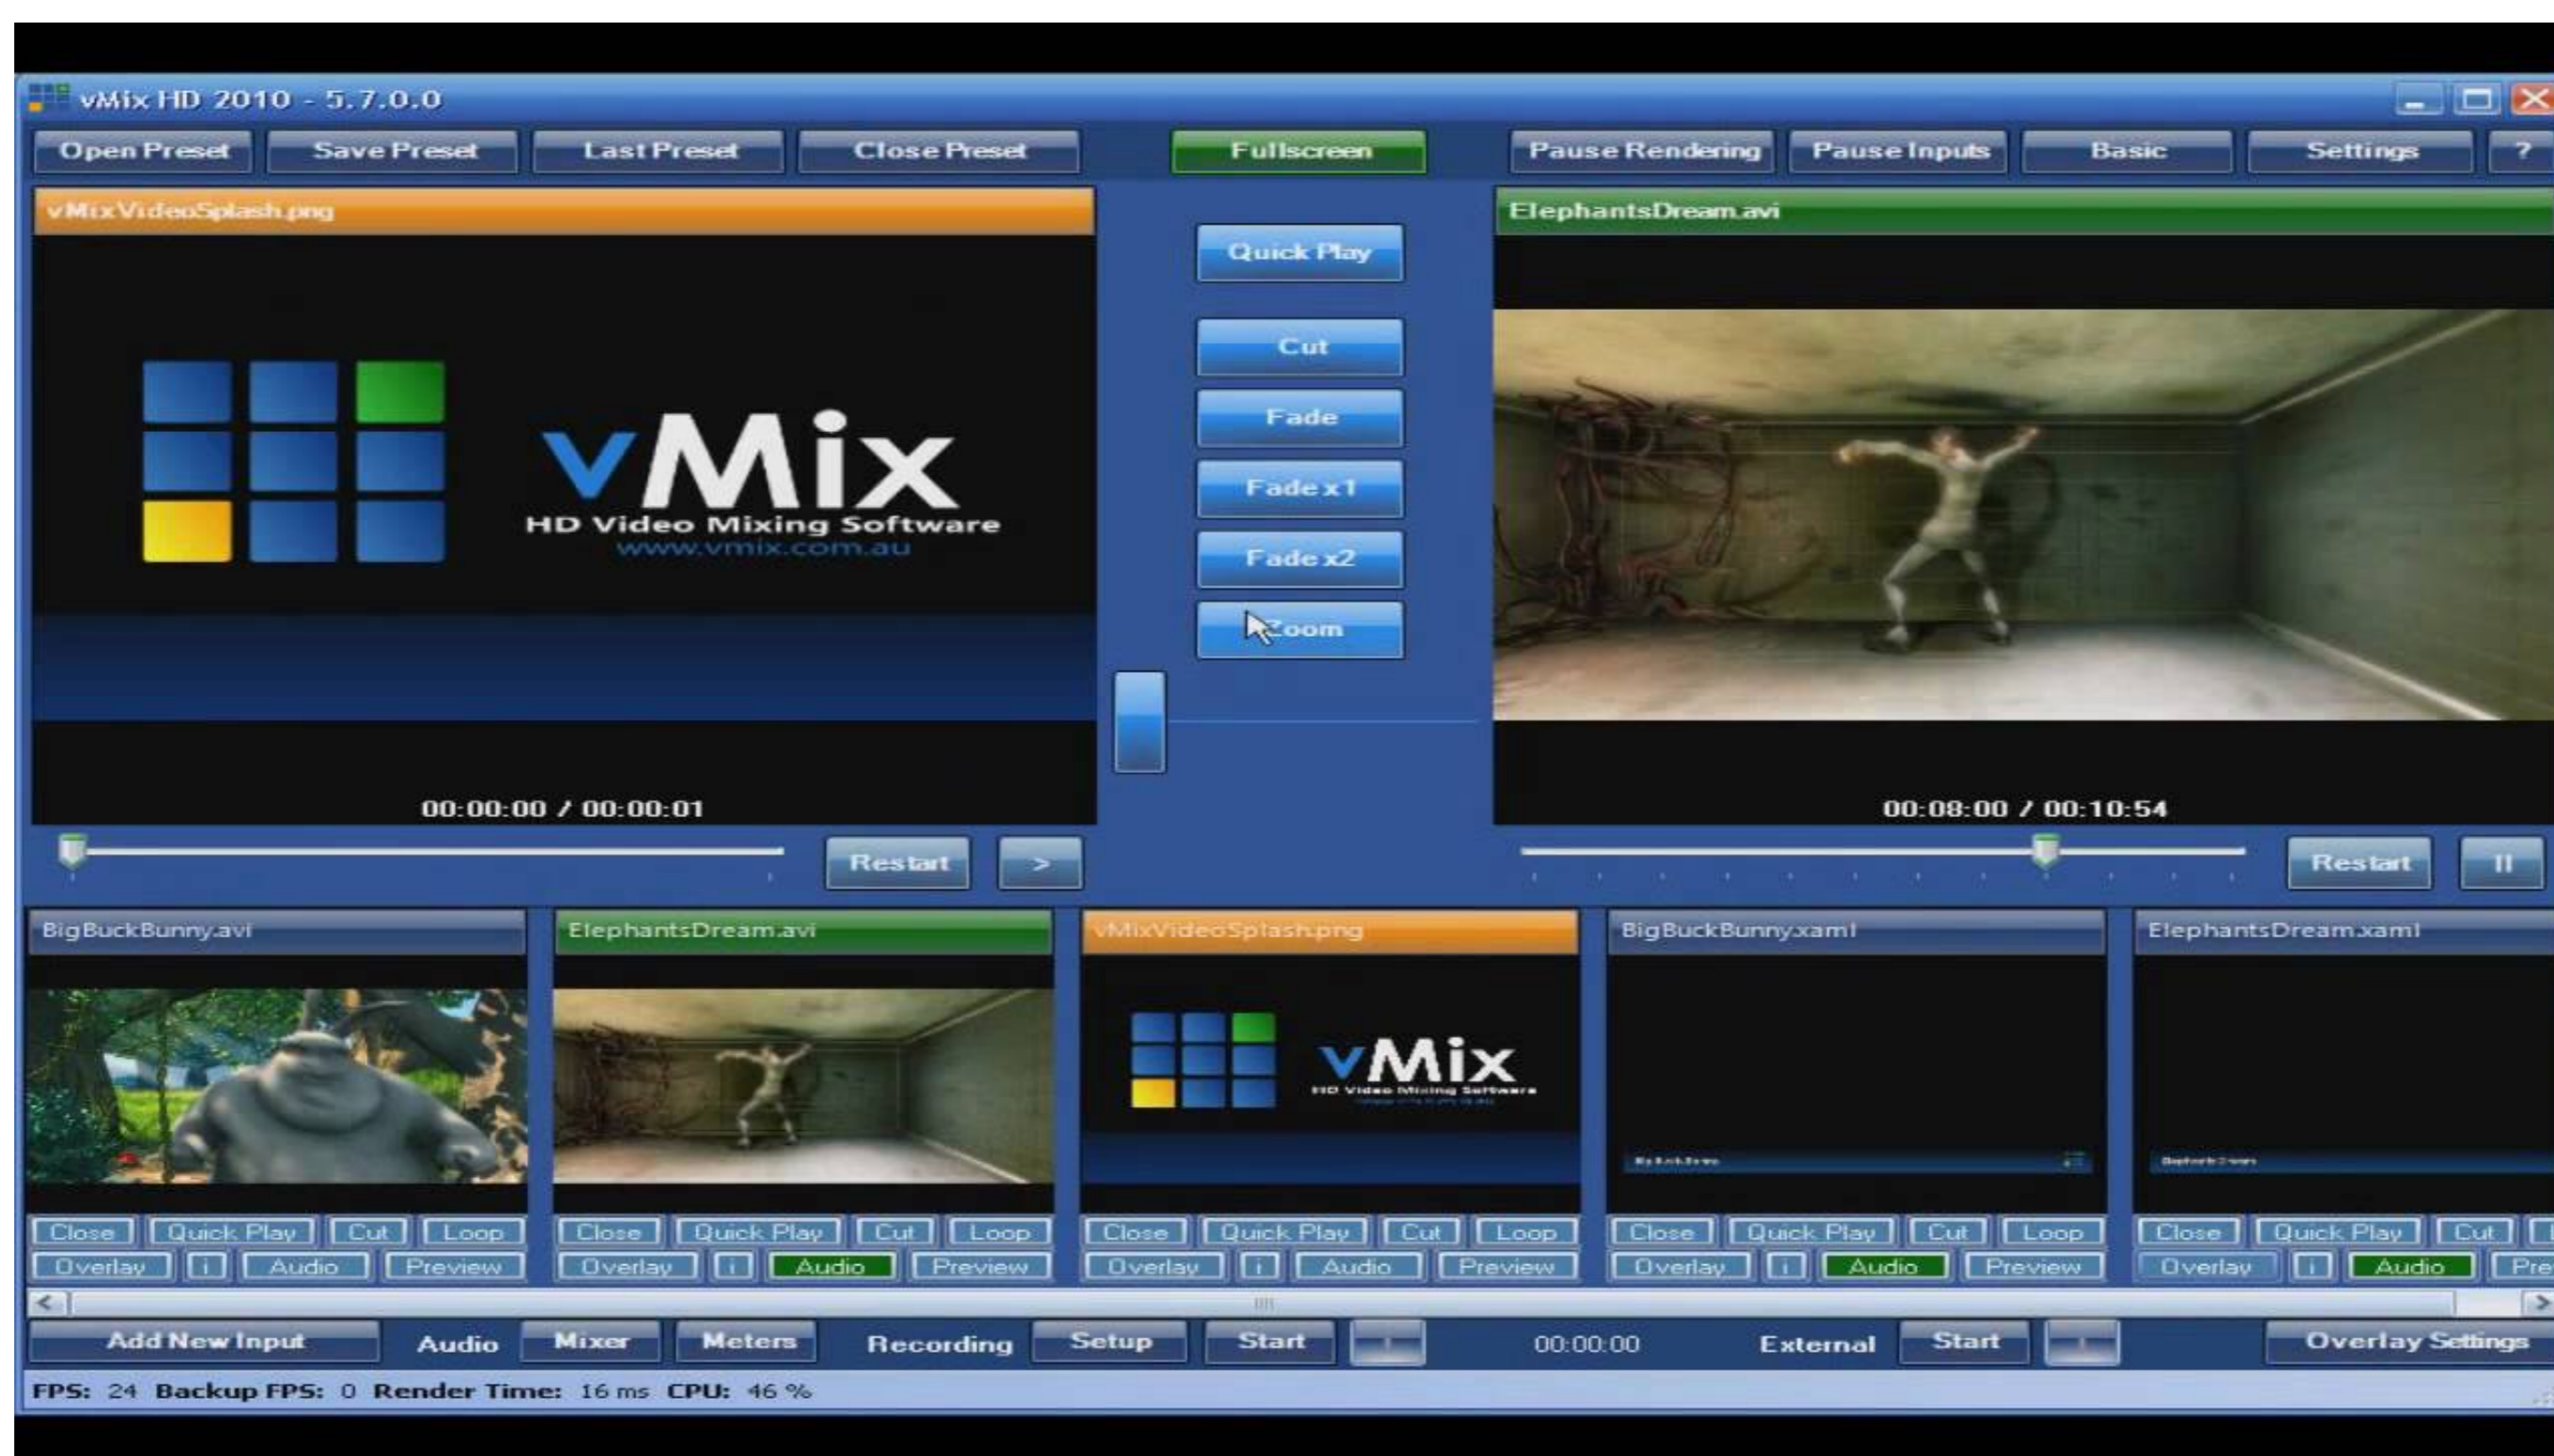 vMix HD 2010 - 5.7.0.0
Open Preset Save Preset Last Preset Close Preset Fullscreen Pause Rendering Pause Inputs Basic Settings ?
vMixVideoSplash.png
ElephantsDream.avi
Quick Play
Cut
Fade
Fade x1
Fade x2
Zoom
vMix
HD Video Mixing Software
www.vmix.com.au
00:00:00 / 00:00:01
00:08:00 / 00:10:54
Restart >
Restart II
BigBuckBunny.avi ElephantsDream.avi vMixVideoSplash.png BigBuckBunny.xaml ElephantsDream.xaml
vMix
HD Video Mixing Software
Close Quick Play Cut Loop Close Quick Play Cut Loop Close Quick Play Cut Loop Close Quick Play Cut Loop Close Quick Play Cut
Overlay i Audio Preview Overlay i Audio Preview Overlay i Audio Preview Overlay i Audio Preview Overlay i Audio Pre
Add New Input Audio Mixer Meters Recording Setup Start 00:00:00 External Start Overlay Settings
FPS: 24 Backup FPS: 0 Render Time: 16 ms CPU: 46 %